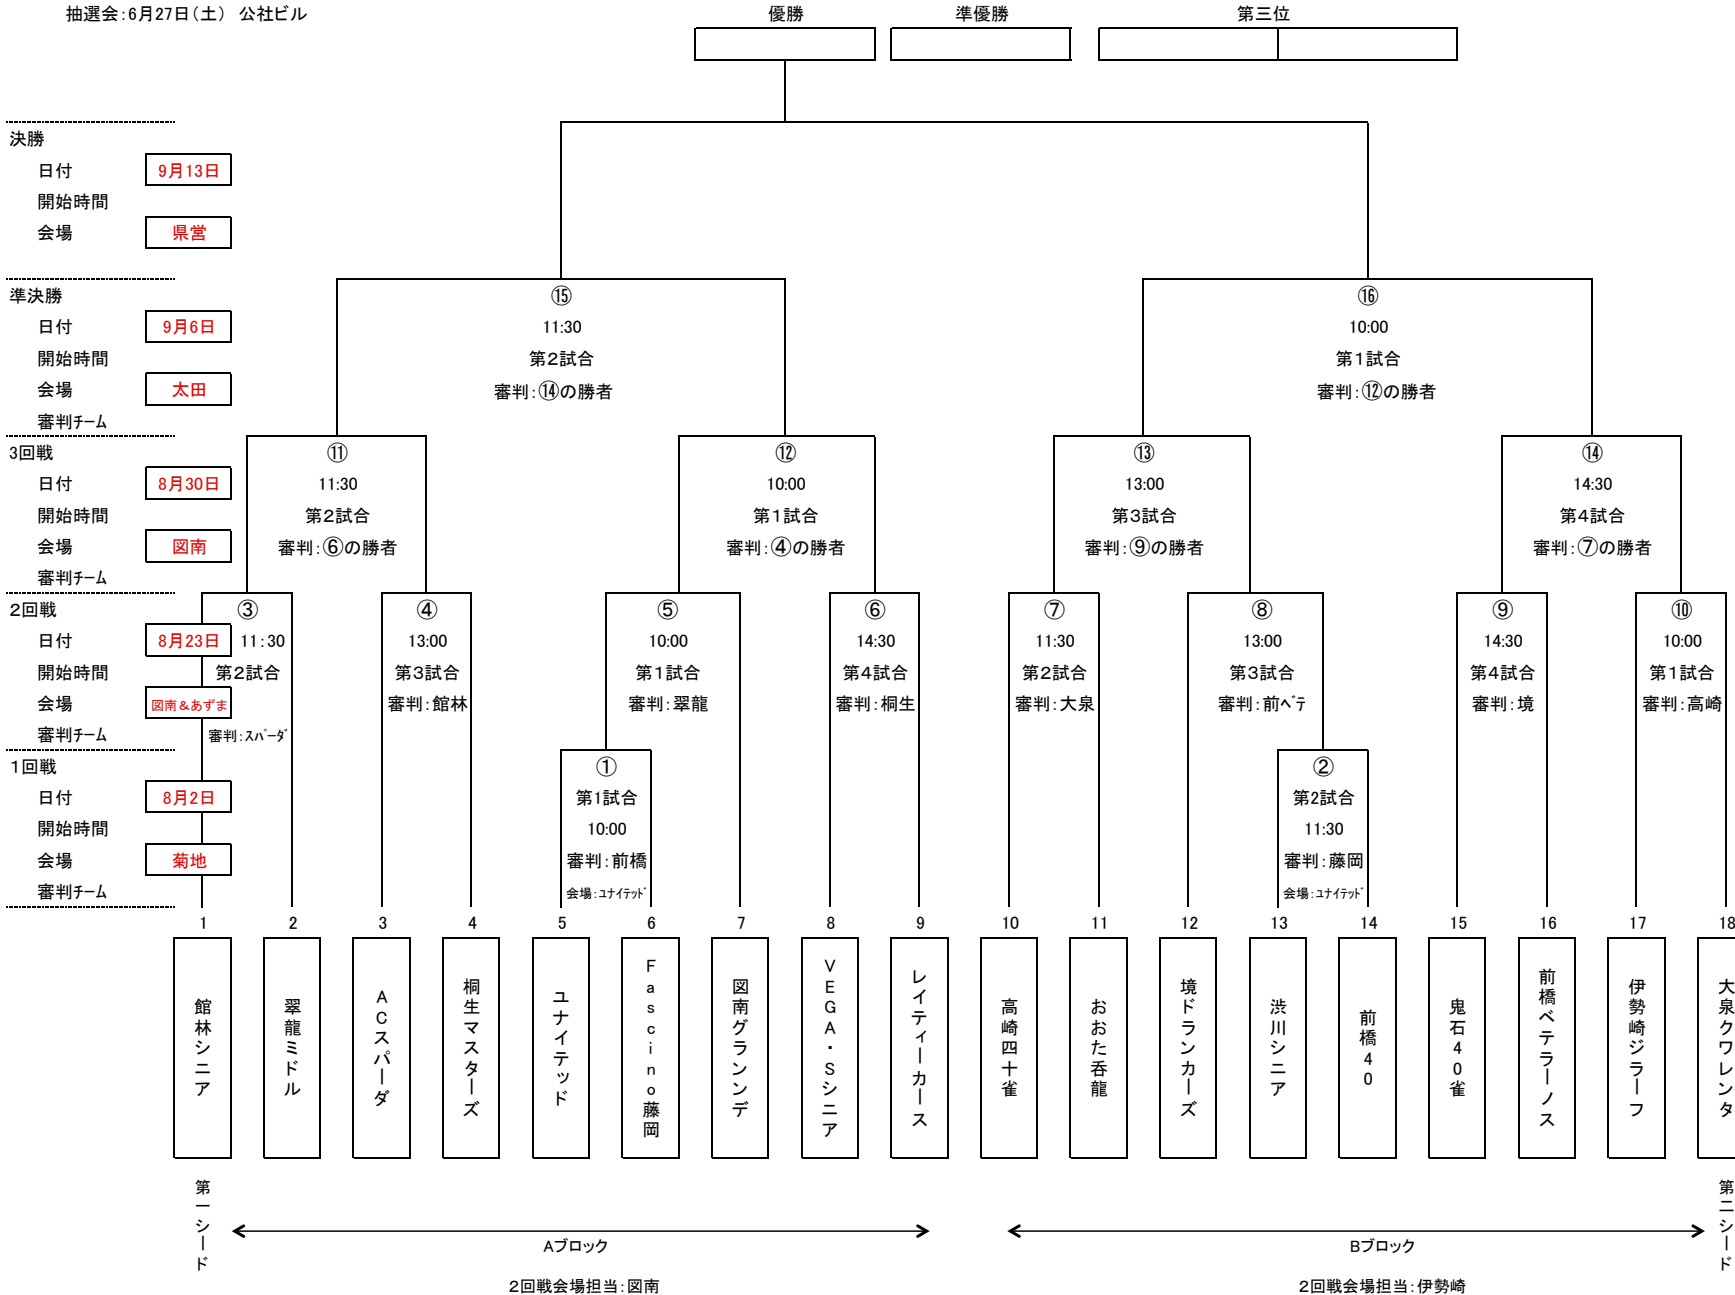 抽選会:6月27日(土) 公社ビル
優勝
準優勝
第三位
決勝
日付 9月13日
開始時間
会場 県営
準決勝
日付 9月6日
開始時間
会場 太田
審判チーム
⑮
11:30
第2試合
審判:⑭の勝者
⑯
10:00
第1試合
審判:⑫の勝者
3回戦
日付 8月30日
開始時間
会場 図南
審判チーム
⑪
11:30
第2試合
審判:⑥の勝者
⑫
10:00
第1試合
審判:④の勝者
⑬
13:00
第3試合
審判:⑨の勝者
⑭
14:30
第4試合
審判:⑦の勝者
2回戦
日付 8月23日
開始時間
会場 図南&あずま
審判チーム
③
11:30
第2試合
審判:スパーダ
④
13:00
第3試合
審判:館林
⑤
10:00
第1試合
審判:翠龍
⑥
14:30
第4試合
審判:桐生
⑦
11:30
第2試合
審判:大泉
⑧
13:00
第3試合
審判:前ベテ
⑨
14:30
第4試合
審判:境
⑩
10:00
第1試合
審判:高崎
1回戦
日付 8月2日
開始時間
会場 菊地
審判チーム
①
第1試合
10:00
審判:前橋
会場:ユナイテッド
②
第2試合
11:30
審判:藤岡
会場:ユナイテッド
1 2 3 4 5 6 7 8 9 10 11 12 13 14 15 16 17 18
館林シニア
翠龍ミドル
ACスパーダ
桐生マスターズ
ユナイテッド
Fascino藤岡
図南グランンデ
VEGA・Sシニア
レイティーカース
高崎四十雀
おおた呑龍
境トランカーズ
渋川シニア
前橋40
鬼石40雀
前橋ベテラーノス
伊勢崎ジラーフ
大泉クワレンタ
第一シード
第二シード
Aブロック
Bブロック
2回戦会場担当:図南
2回戦会場担当:伊勢崎